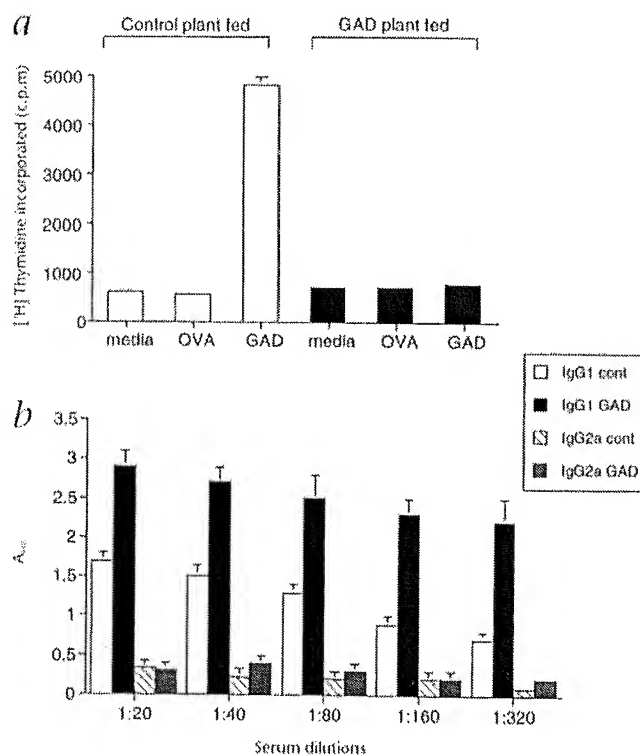 a
Control plant fed
GAD plant fed
[³H] Thymidine incorporated (c.p.m)
5000
4000
3000
2000
1000
0
media OVA GAD media OVA GAD
b
IgG1 cont
IgG1 GAD
IgG2a cont
IgG2a GAD
3.5
3
2.5
2
1.5
1
0.5
0
1:20 1:40 1:80 1:160 1:320
Serum dilutions